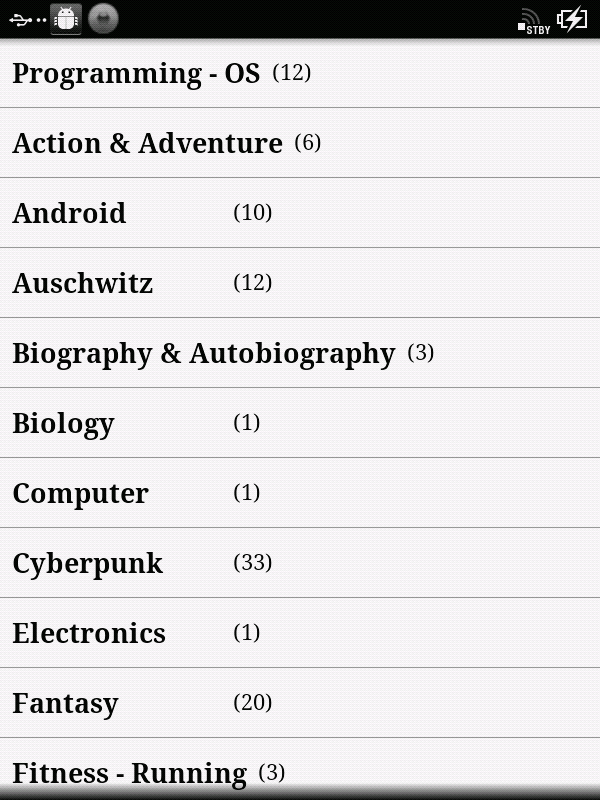 STBY
Programming - OS (12)
Action & Adventure (6)
Android (10)
Auschwitz (12)
Biography & Autobiography (3)
Biology (1)
Computer (1)
Cyberpunk (33)
Electronics (1)
Fantasy (20)
Fitness - Running (3)